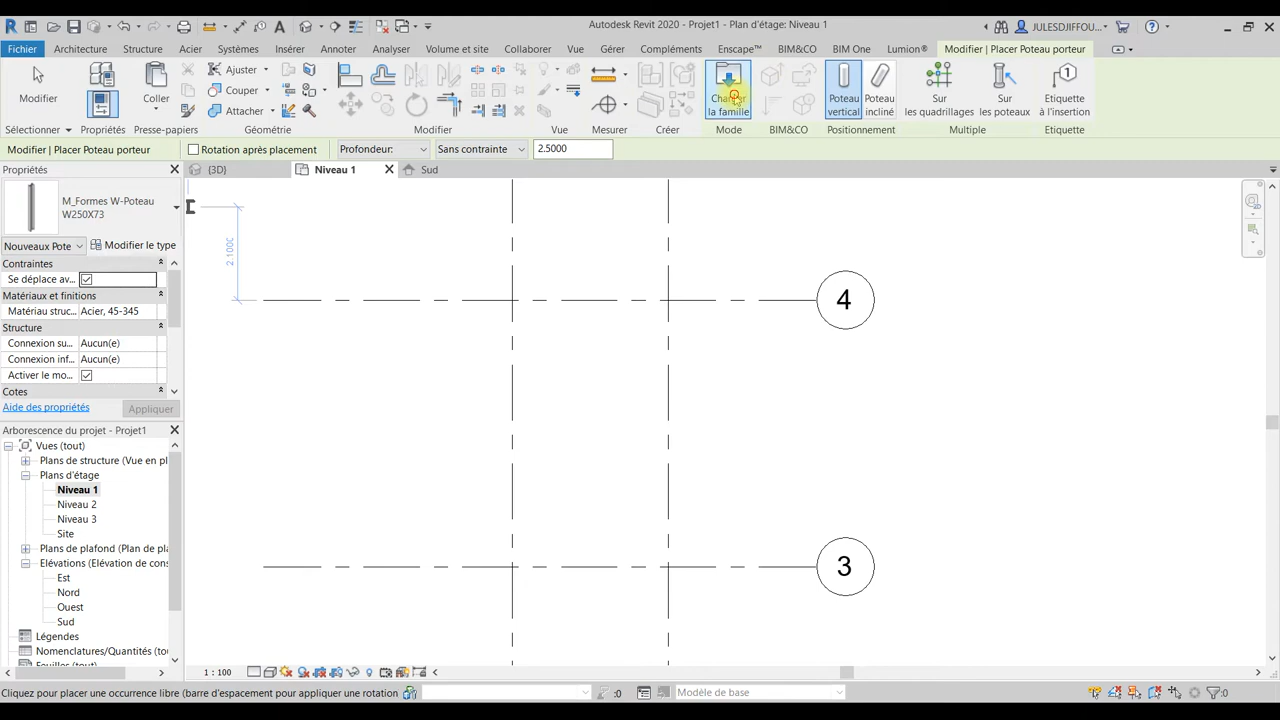 Autodesk Revit 2020 - Projet1 - Plan d'étage: Niveau 1
JULESDJIFFOU...
Fichier Architecture Structure Acier Systèmes Insérer Annoter Analyser Volume et site Collaborer Vue Gérer Compléments Enscape™ BIM&CO BIM One Lumion® Modifier | Placer Poteau porteur
Modifier
Coller
Ajuster
Couper
Attacher
la famille
Poteau vertical
Poteau incliné
Sur les quadrillages
Sur les poteaux
Etiquette à l'insertion
Sélectionner Propriétés Presse-papiers Géométrie Modifier Vue Mesurer Créer Mode BIM&CO Positionnement Multiple Etiquette
Modifier | Placer Poteau porteur Rotation après placement Profondeur: Sans contrainte 2.5000
Propriétés
{3D} Niveau 1 Sud
M_Formes W-Poteau
W250X73
Nouveaux Pote Modifier le type
Contraintes
Se déplace av...
Matériaux et finitions
Matériau struc... Acier, 45-345
Structure
Connexion su... Aucun(e)
Connexion inf... Aucun(e)
Activer le mo...
Cotes
Aide des propriétés Appliquer
Arborescence du projet - Projet1
Vues (tout)
Plans de structure (Vue en pl
Plans d'étage
Niveau 1
Niveau 2
Niveau 3
Site
Plans de plafond (Plan de pla
Elévations (Elévation de cons
Est
Nord
Ouest
Sud
Légendes
Nomenclatures/Quantités (tou
4
3
1 : 100
Cliquez pour placer une occurrence libre (barre d'espacement pour appliquer une rotation :0 Modèle de base :0